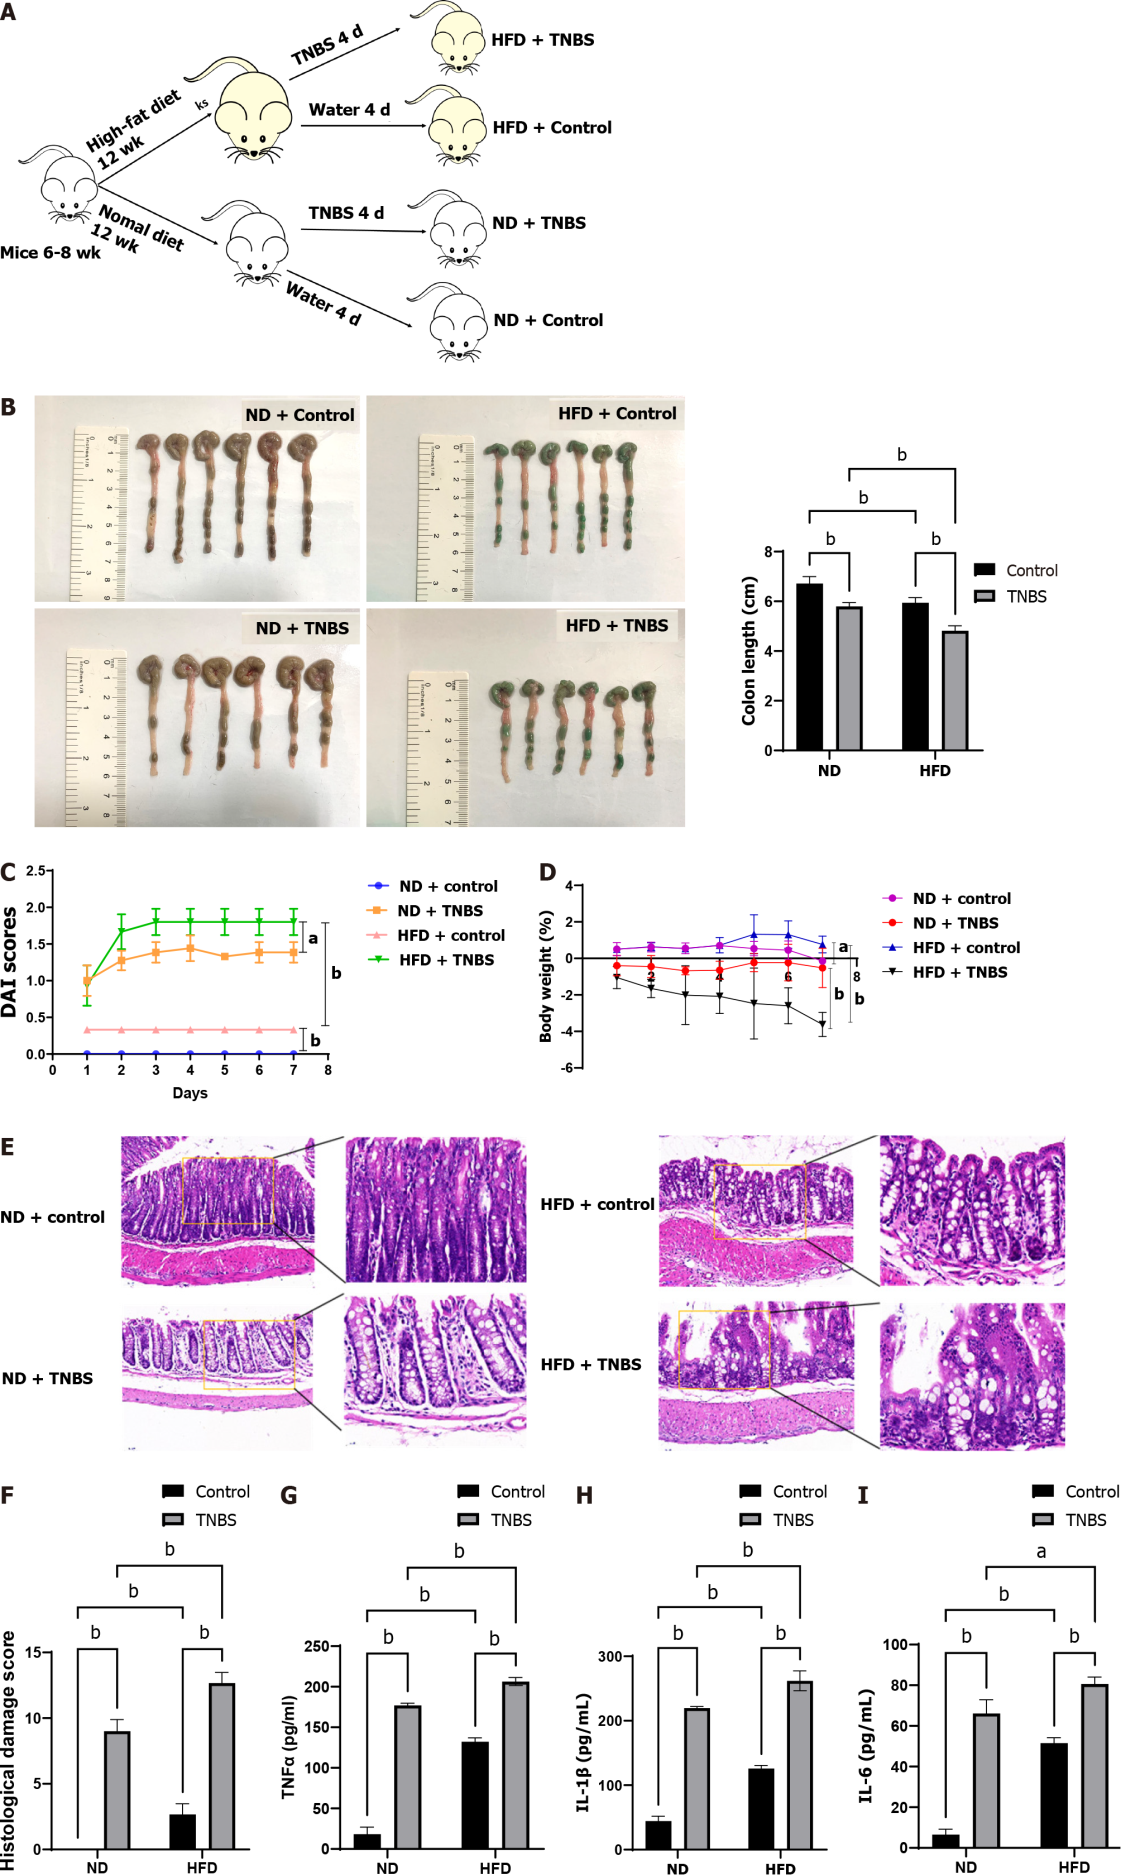 A
TNBS 4 d
HFD + TNBS
High-fat diet
12 wk
ks
Water 4 d
HFD + Control
Mice 6-8 wk
Nomal diet
12 wk
TNBS 4 d
ND + TNBS
Water 4 d
ND + Control
B
ND + Control
HFD + Control
ND + TNBS
HFD + TNBS
b
b
b
b
Control
TNBS
Colon length (cm)
8
6
4
2
0
ND
HFD
C
DAI scores
2.5
2.0
1.5
1.0
0.5
0.0
0
1
2
3
4
5
6
7
8
Days
a
b
b
ND + control
ND + TNBS
HFD + control
HFD + TNBS
D
Body weight (%)
4
2
0
-2
-4
-6
2
4
6
8
a
b
b
ND + control
ND + TNBS
HFD + control
HFD + TNBS
E
ND + control
HFD + control
ND + TNBS
HFD + TNBS
F
Control
TNBS
b
b
b
b
Histological damage score
15
10
5
0
ND
HFD
G
Control
TNBS
b
b
b
b
TNFα (pg/ml)
250
200
150
100
50
0
ND
HFD
H
Control
TNBS
b
b
b
b
IL-1β (pg/mL)
300
200
100
0
ND
HFD
I
Control
TNBS
a
b
b
b
IL-6 (pg/mL)
100
80
60
40
20
0
ND
HFD